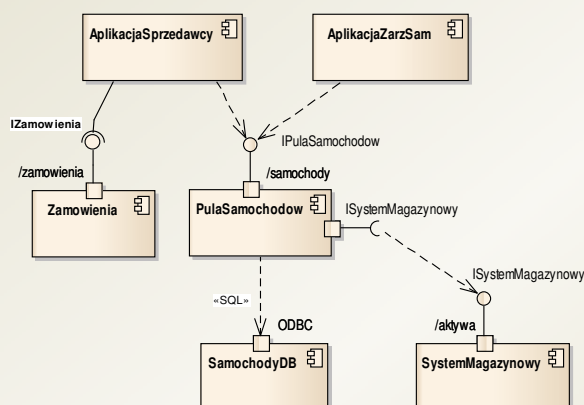 AplikacjaSprzedawcy
AplikacjaZarzSam
IZamowienia
IPulaSamochodow
/zamowienia
/samochody
Zamowienia
PulaSamochodow
ISystemMagazynowy
ISystemMagazynowy
«SQL»
ODBC
/aktywa
SamochodyDB
SystemMagazynowy